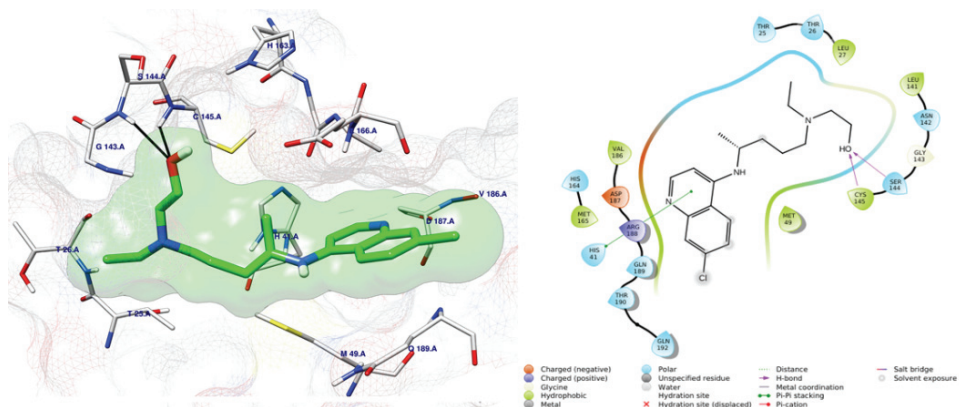 H 163.A
S 144.A
C 145.A
166.A
G 143.A
V 186.A
D 187.A
H 41.A
T 26.A
T 25.A
M 49.A
Q 189.A
THR
25
THR
26
LEU
27
LEU
141
ASN
142
GLY
143
SER
144
CYS
145
MET
49
VAL
186
HIS
164
ASP
187
MET
165
ARG
188
HIS
41
GLN
189
THR
190
GLN
192
N
HO
NH
N
Cl
Charged (negative)
Charged (positive)
Glycine
Hydrophobic
Metal
Polar
Unspecified residue
Water
Hydration site
Hydration site (displaced)
Distance
H-bond
Metal coordination
Pi-Pi stacking
Pi-cation
Salt bridge
Solvent exposure